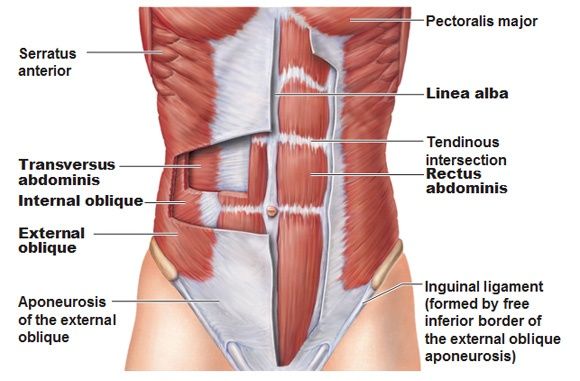 Serratus
anterior
Transversus
abdominis
Internal oblique
External
oblique
Aponeurosis
of the external
oblique
Pectoralis major
Linea alba
Tendinous
intersection
Rectus
abdominis
Inguinal ligament
(formed by free
inferior border of
the external oblique
aponeurosis)